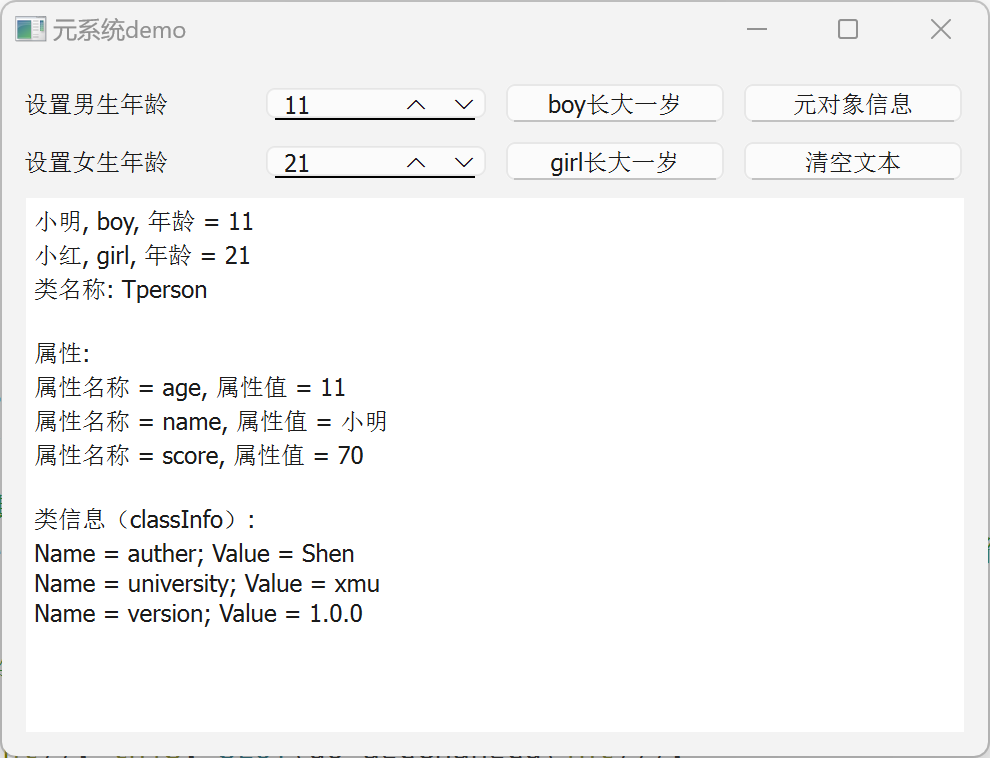 元系统demo
设置男生年龄 11 boy长大一岁 元对象信息
设置女生年龄 21 girl长大一岁 清空文本
小明, boy, 年龄 = 11
小红, girl, 年龄 = 21
类名称: Tperson
属性:
属性名称 = age, 属性值 = 11
属性名称 = name, 属性值 = 小明
属性名称 = score, 属性值 = 70
类信息（classInfo）:
Name = auther; Value = Shen
Name = university; Value = xmu
Name = version; Value = 1.0.0